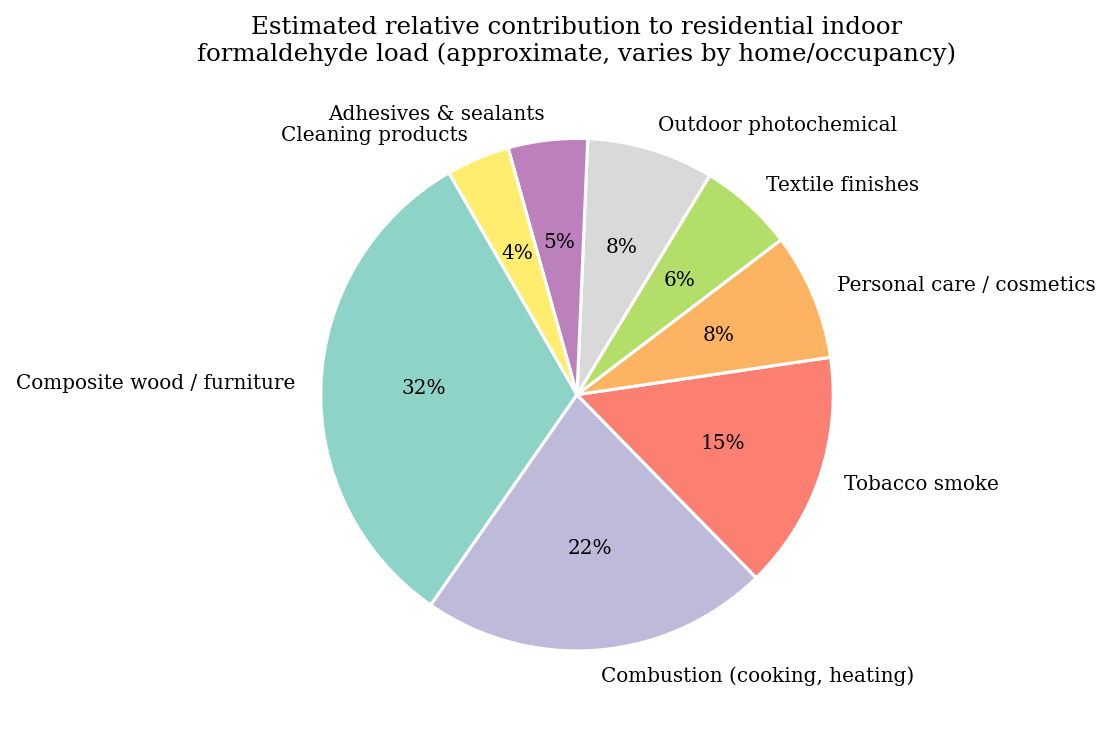 Estimated relative contribution to residential indoor
formaldehyde load (approximate, varies by home/occupancy)
Adhesives & sealants
Cleaning products
Outdoor photochemical
Textile finishes
Personal care / cosmetics
Composite wood / furniture
Tobacco smoke
Combustion (cooking, heating)
4%
5%
8%
6%
8%
32%
15%
22%